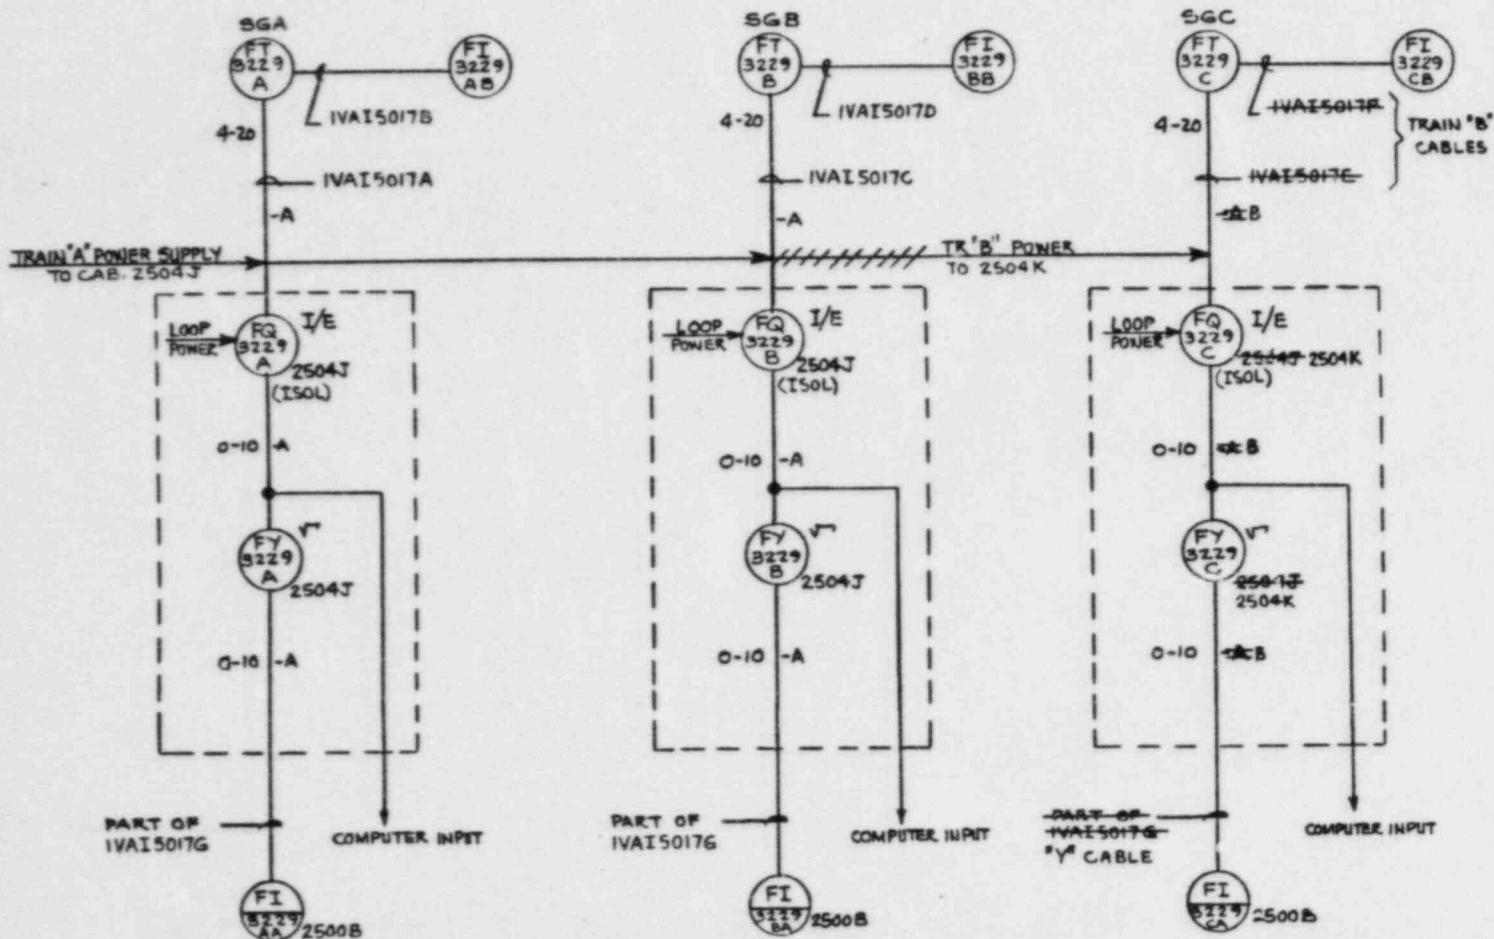 SGA
FT
3229
A
FI
3229
AB
IVAI5017B
4-20
IVAI5017A
-A
TRAIN "A" POWER SUPPLY
TO CAB. 2504J
LOOP
POWER
FQ
3229
A
I/E
2504J
(ISOL)
0-10 -A
FY
3229
A
√
2504J
0-10 -A
PART OF
IVAI5017G
COMPUTER INPUT
FI
3229
AA
2500B
SGB
FT
3229
B
FI
3229
BB
IVAI5017D
4-20
IVAI5017C
-A
LOOP
POWER
FQ
3229
B
I/E
2504J
(ISOL)
0-10 -A
FY
3229
B
√
2504J
0-10 -A
PART OF
IVAI5017G
COMPUTER INPUT
FI
3229
BA
2500B
SGC
FT
3229
C
FI
3229
CB
IVAI5017F
TRAIN "B"
CABLES
4-20
IVAI5017E
-A B
TR "B" POWER
TO 2504K
LOOP
POWER
FQ
3229
C
I/E
2504J 2504K
(ISOL)
0-10 -A B
FY
3229
C
√
2504J
2504K
0-10 -A B
PART OF
IVAI5017G
"Y" CABLE
COMPUTER INPUT
FI
3229
CA
2500B